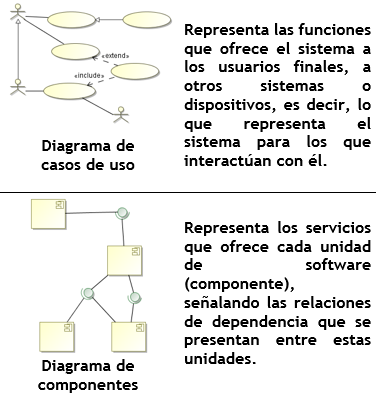 «extend»
«include»
Diagrama de
casos de uso
Representa las funciones
que ofrece el sistema a
los usuarios finales, a
otros sistemas o
dispositivos, es decir, lo
que representa el
sistema para los que
interactúan con él.
Diagrama de
componentes
Representa los servicios
que ofrece cada unidad
de software
(componente),
señalando las relaciones
de dependencia que se
presentan entre estas
unidades.